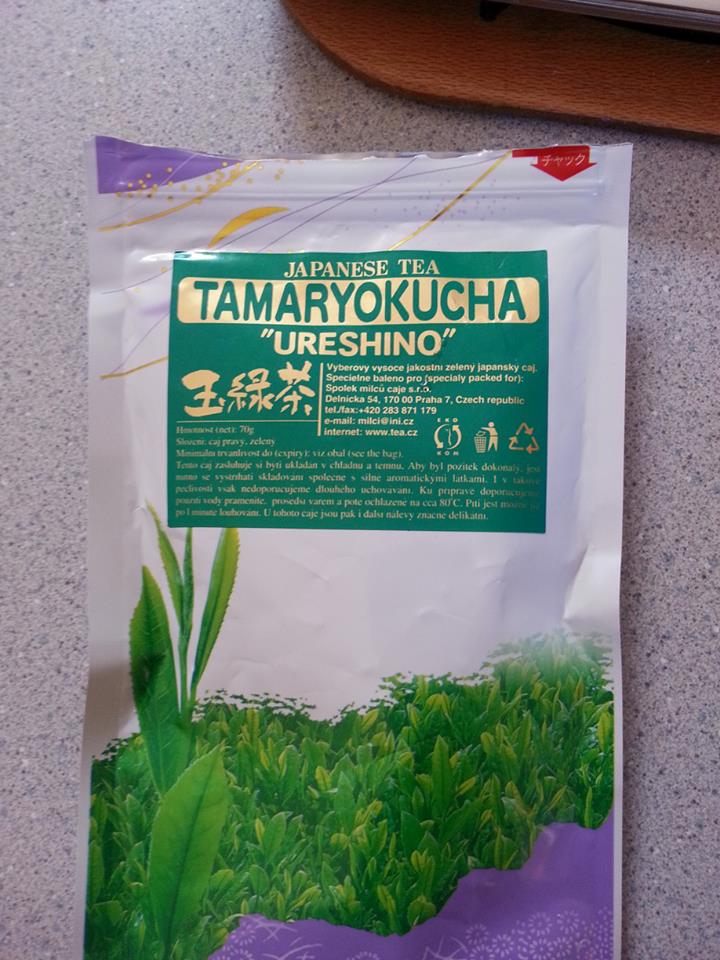 チャック
JAPANESE TEA
TAMARYOKUCHA
"URESHINO"
玉緑茶
Vyberovy vysoce jakostni zeleny japansky caj.
Specielne baleno pro (specialy packed for):
Spolek milcu caje s.r.o.
Delnicka 54, 170 00 Praha 7, Czech republic
tel./fax:+420 283 871 179
e-mail: milci@ini.cz
internet: www.tea.cz
EKO
KOM
Hmotnost (net): 70g
Slozeni: caj pravy, zeleny
Minimalni trvanlivost do (expiry): viz obal (see the bag).
Tento caj zasluhuje si byti ukladan v chladnu a temnu. Aby byl pozitek dokonaly, jest
nutno se vystrihati skladovani spolecne s silne aromatickymi latkami. I v takove
peclivosti vsak nedoporucujeme dlouheho uchovavani. Ku priprave doporucujeme
pouziti vody pramenite, prosedsi varem a pote ochlazene na cca 80°C. Piti jest mozne
po 1 minute louhovani. U tohoto caje jsou pak i dalsi nalevy znacne delikatni.